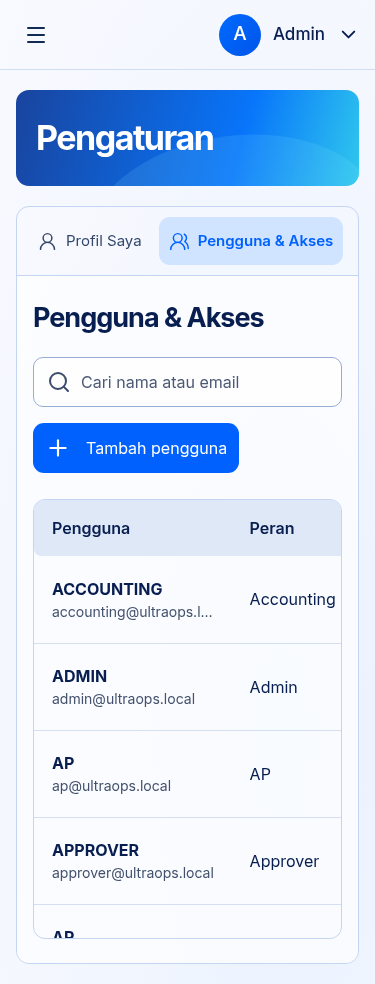 A Admin
Pengaturan
Profil Saya Pengguna & Akses
Pengguna & Akses
Cari nama atau email
Tambah pengguna
Pengguna Peran
ACCOUNTING
accounting@ultraops.l...
Accounting
ADMIN
admin@ultraops.local
Admin
AP
ap@ultraops.local
AP
APPROVER
approver@ultraops.local
Approver
AR